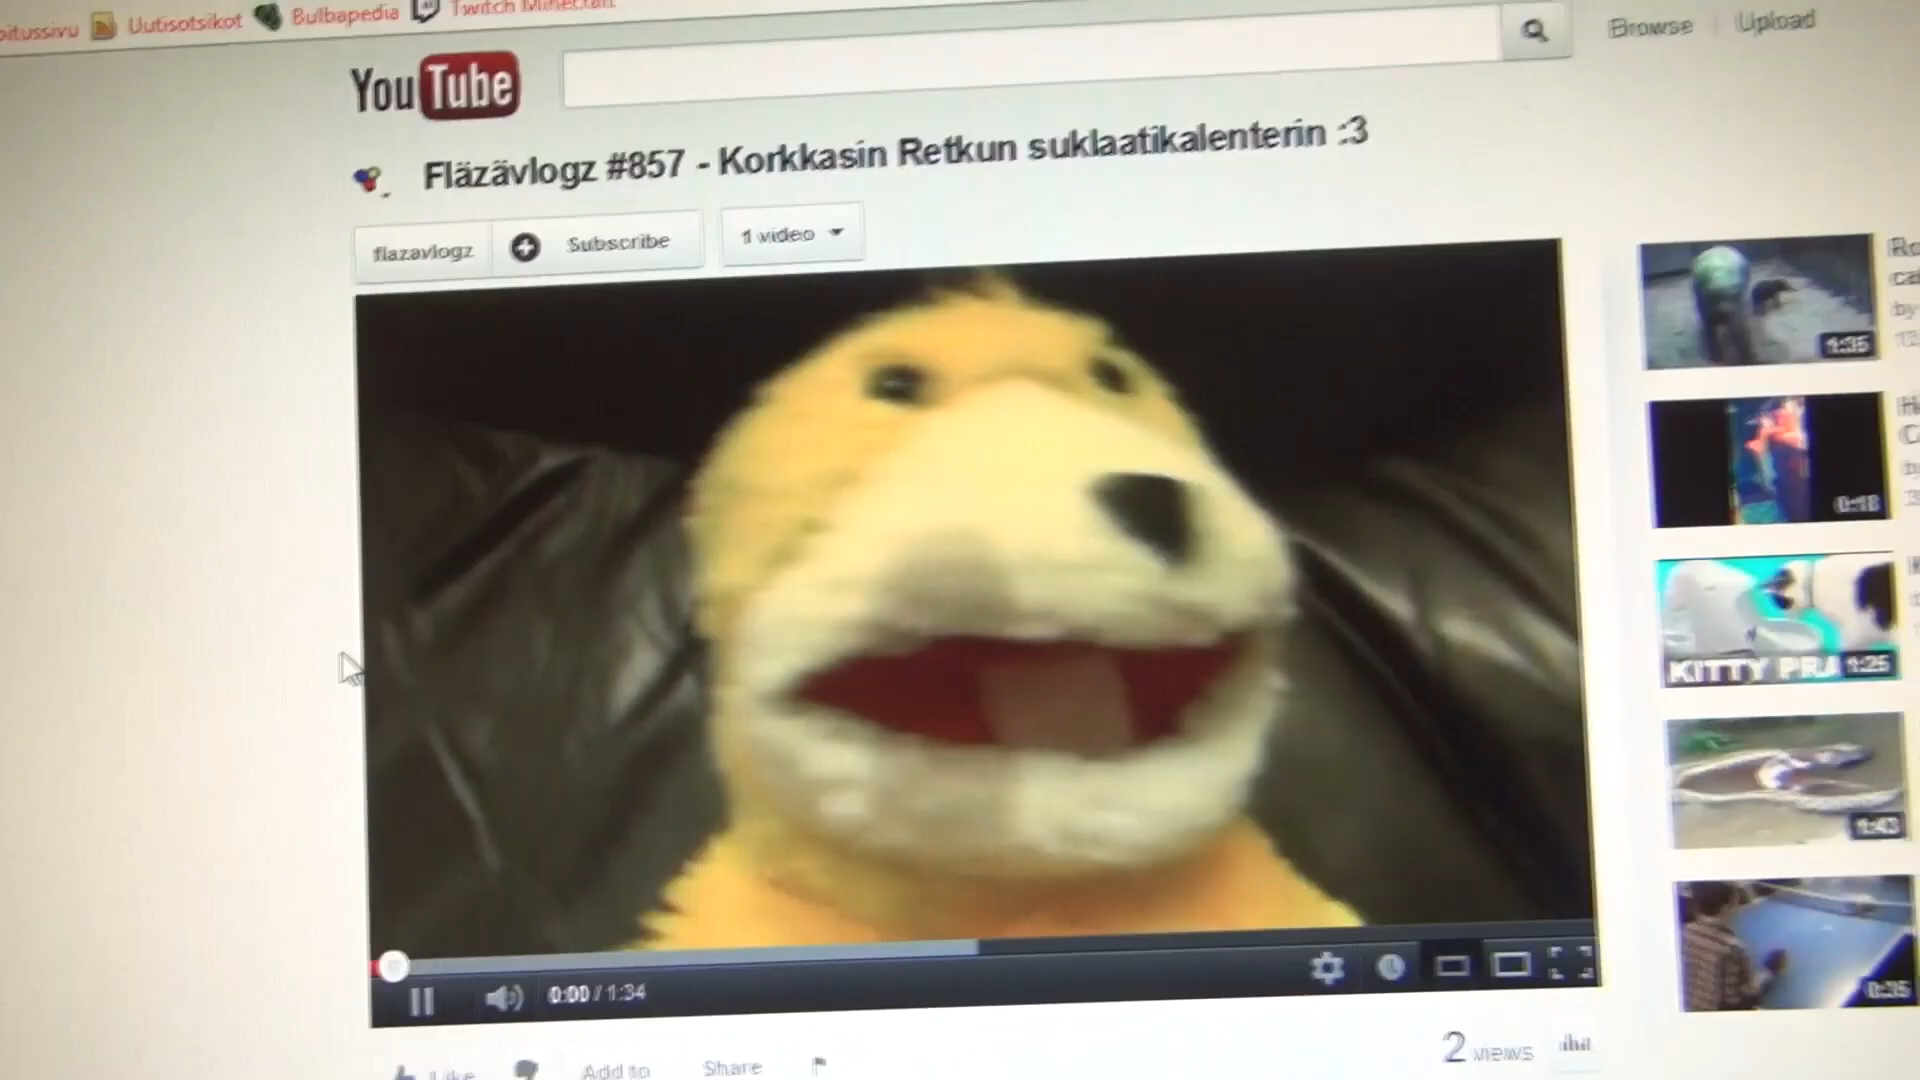 oitussivu Uutisotsikot Bulbapedia Twitch Minecraft
YouTube
Browse | Upload
Fläzävlogz #857 - Korkkasin Retkun suklaatikalenterin :3
flazavlogz Subscribe 1 video
1:35
0:18
KITTY PRA 1:25
1:43
0:35
0:00 / 1:34
2 views
Like Add to Share